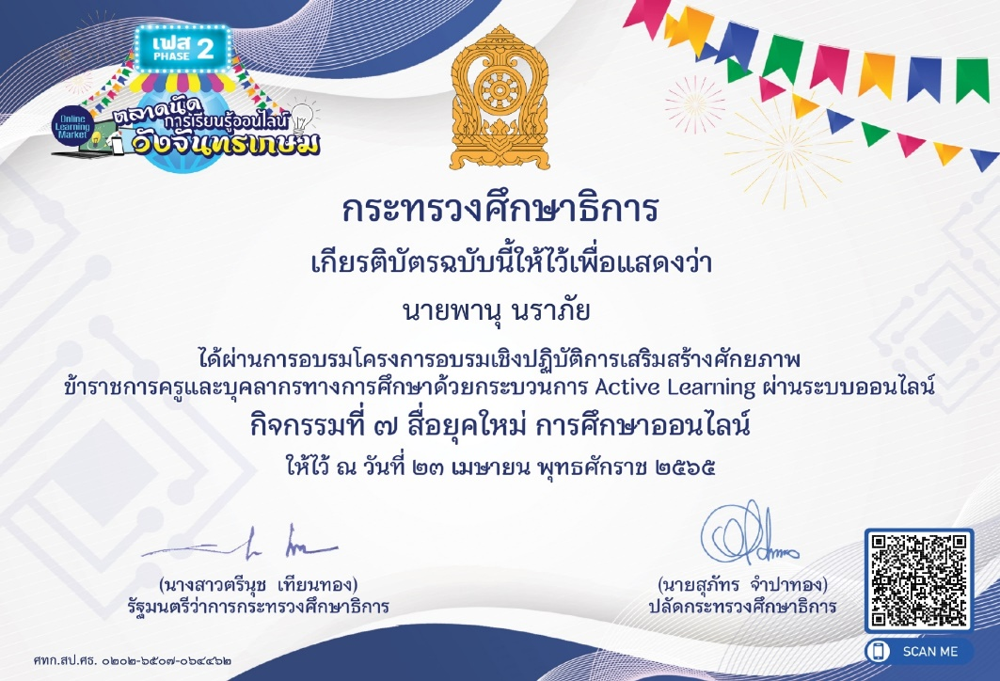 เฟส 2
PHASE
Online
Learning
Market
ตลาดนัด
การเรียนรู้ออนไลน์
วังจันทรเกษม
กระทรวงศึกษาธิการ
เกียรติบัตรฉบับนี้ให้ไว้เพื่อแสดงว่า
นายพานุ นราภัย
ได้ผ่านการอบรมโครงการอบรมเชิงปฏิบัติการเสริมสร้างศักยภาพ
ข้าราชการครูและบุคลากรทางการศึกษาด้วยกระบวนการ Active Learning ผ่านระบบออนไลน์
กิจกรรมที่ ๗ สื่อยุคใหม่ การศึกษาออนไลน์
ให้ไว้ ณ วันที่ ๒๓ เมษายน พุทธศักราช ๒๕๖๕
(นางสาวตรีนุช เทียนทอง)
รัฐมนตรีว่าการกระทรวงศึกษาธิการ
(นายสุภัทร จำปาทอง)
ปลัดกระทรวงศึกษาธิการ
ศทก.สป.ศธ. ๐๒๐๒-๖๕๐๗-๐๖๔๔๖๒
SCAN ME